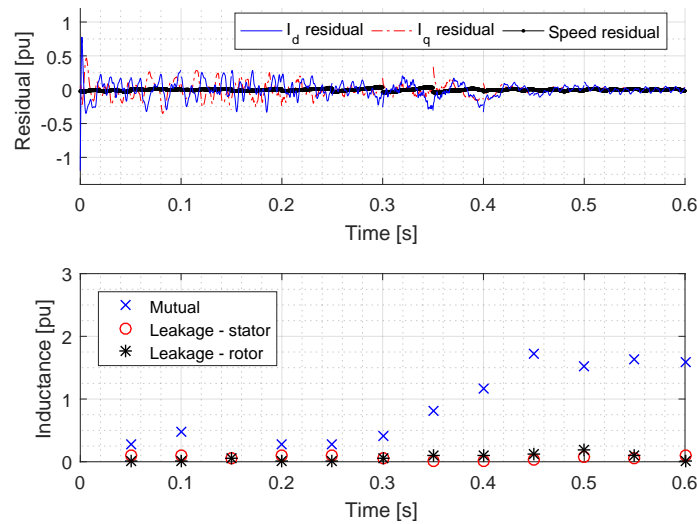 I_d residual I_q residual Speed residual
Residual [pu]
1
0.5
0
-0.5
-1
0 0.1 0.2 0.3 0.4 0.5 0.6
Time [s]
Inductance [pu]
3
2
1
0
Mutual
Leakage - stator
Leakage - rotor
0 0.1 0.2 0.3 0.4 0.5 0.6
Time [s]